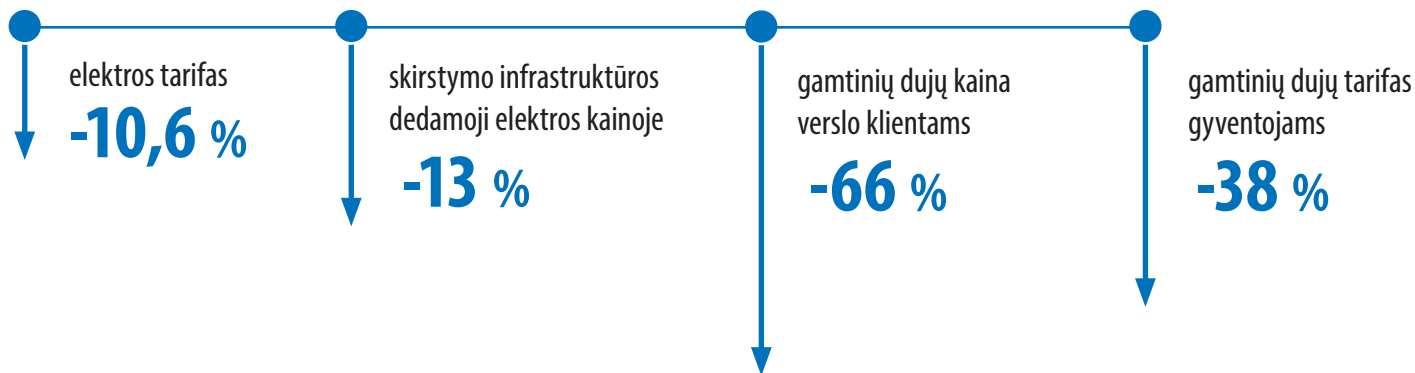 elektros tarifas
-10,6 %
skirstymo infrastruktūros
dedamoji elektros kainoje
-13 %
gamtinių dujų kaina
verslo klientams
-66 %
gamtinių dujų tarifas
gyventojams
-38 %